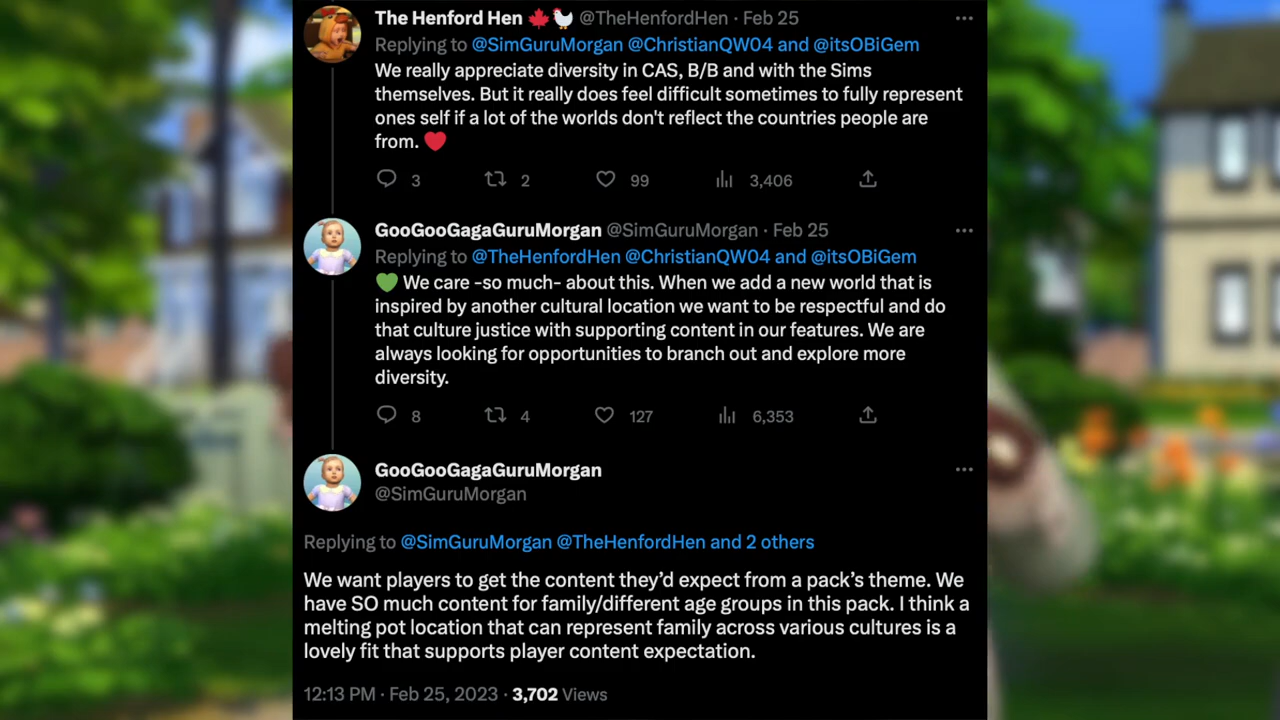 The Henford Hen 🍁🐓 @TheHenfordHen · Feb 25
Replying to @SimGuruMorgan @ChristianQW04 and @itsOBiGem
We really appreciate diversity in CAS, B/B and with the Sims
themselves. But it really does feel difficult sometimes to fully represent
ones self if a lot of the worlds don't reflect the countries people are
from. ❤️
3 2 99 3,406
GooGooGagaGuruMorgan @SimGuruMorgan · Feb 25
Replying to @TheHenfordHen @ChristianQW04 and @itsOBiGem
💚 We care -so much- about this. When we add a new world that is
inspired by another cultural location we want to be respectful and do
that culture justice with supporting content in our features. We are
always looking for opportunities to branch out and explore more
diversity.
8 4 127 6,353
GooGooGagaGuruMorgan
@SimGuruMorgan
Replying to @SimGuruMorgan @TheHenfordHen and 2 others
We want players to get the content they’d expect from a pack’s theme. We
have SO much content for family/different age groups in this pack. I think a
melting pot location that can represent family across various cultures is a
lovely fit that supports player content expectation.
12:13 PM · Feb 25, 2023 · 3,702 Views